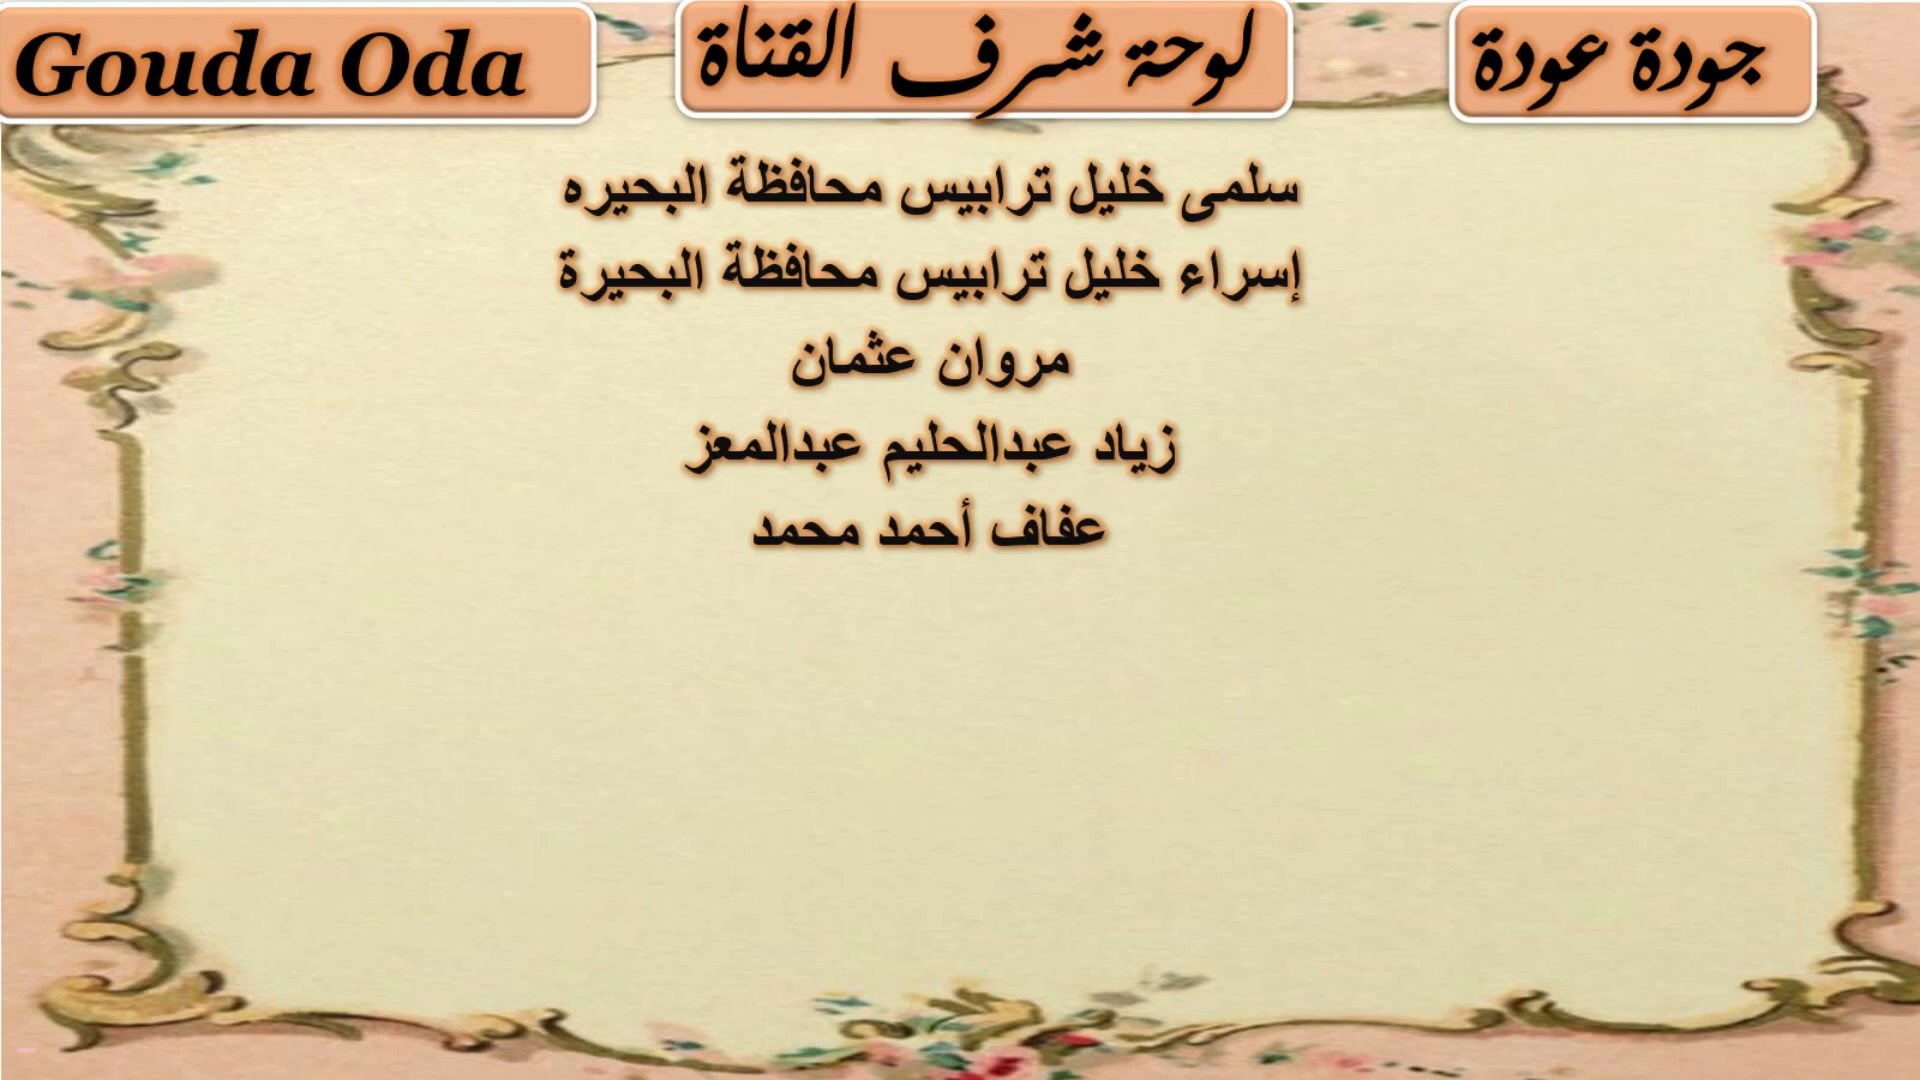 جودة عودة
لوحة شرف القناة
Gouda Oda
سلمى خليل ترابيس محافظة البحيره
إسراء خليل ترابيس محافظة البحيرة
مروان عثمان
زياد عبدالحليم عبدالمعز
عفاف أحمد محمد